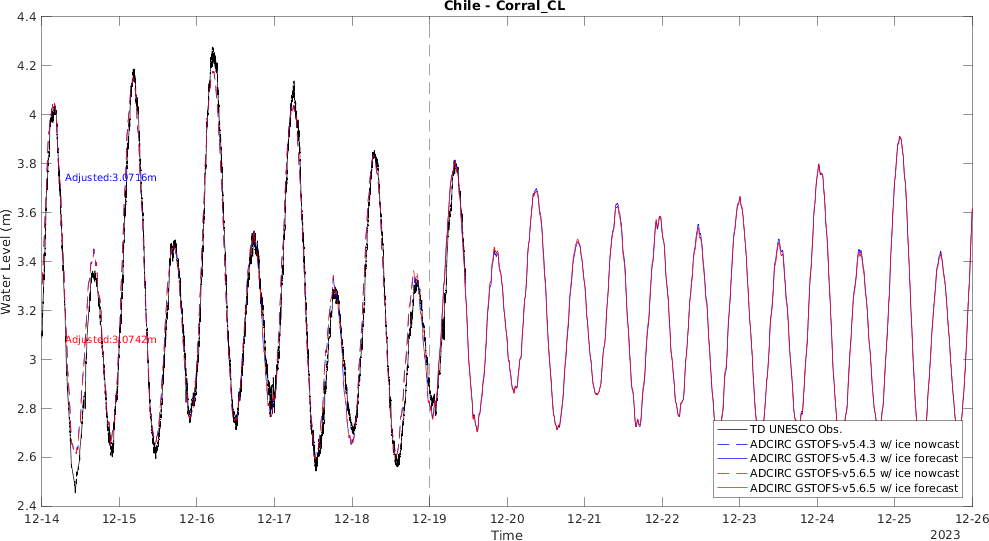 Chile - Corral_CL
4.4
4.2
4
3.8
3.6
3.4
3.2
3
2.8
2.6
2.4
Water Level (m)
Adjusted:3.0716m
Adjusted:3.0742m
TD UNESCO Obs.
ADCIRC GSTOFS-v5.4.3 w/ ice nowcast
ADCIRC GSTOFS-v5.4.3 w/ ice forecast
ADCIRC GSTOFS-v5.6.5 w/ ice nowcast
ADCIRC GSTOFS-v5.6.5 w/ ice forecast
12-14 12-15 12-16 12-17 12-18 12-19 12-20 12-21 12-22 12-23 12-24 12-25 12-26
Time
2023